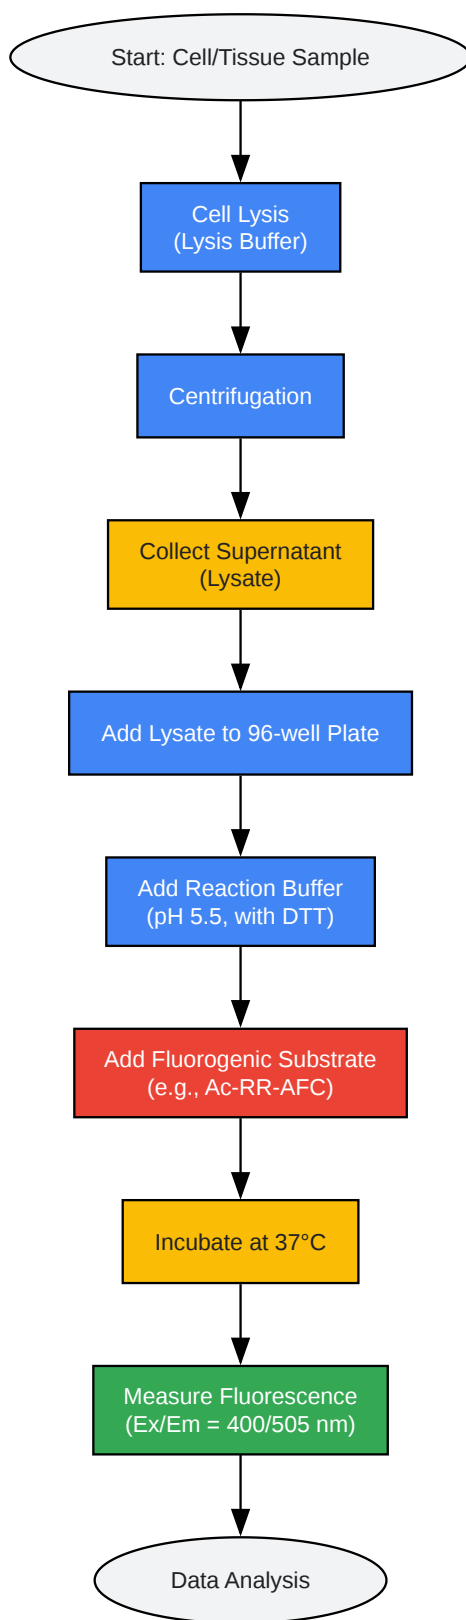 Start: Cell/Tissue Sample
Cell Lysis
(Lysis Buffer)
Centrifugation
Collect Supernatant
(Lysate)
Add Lysate to 96-well Plate
Add Reaction Buffer
(pH 5.5, with DTT)
Add Fluorogenic Substrate
(e.g., Ac-RR-AFC)
Incubate at 37°C
Measure Fluorescence
(Ex/Em = 400/505 nm)
Data Analysis